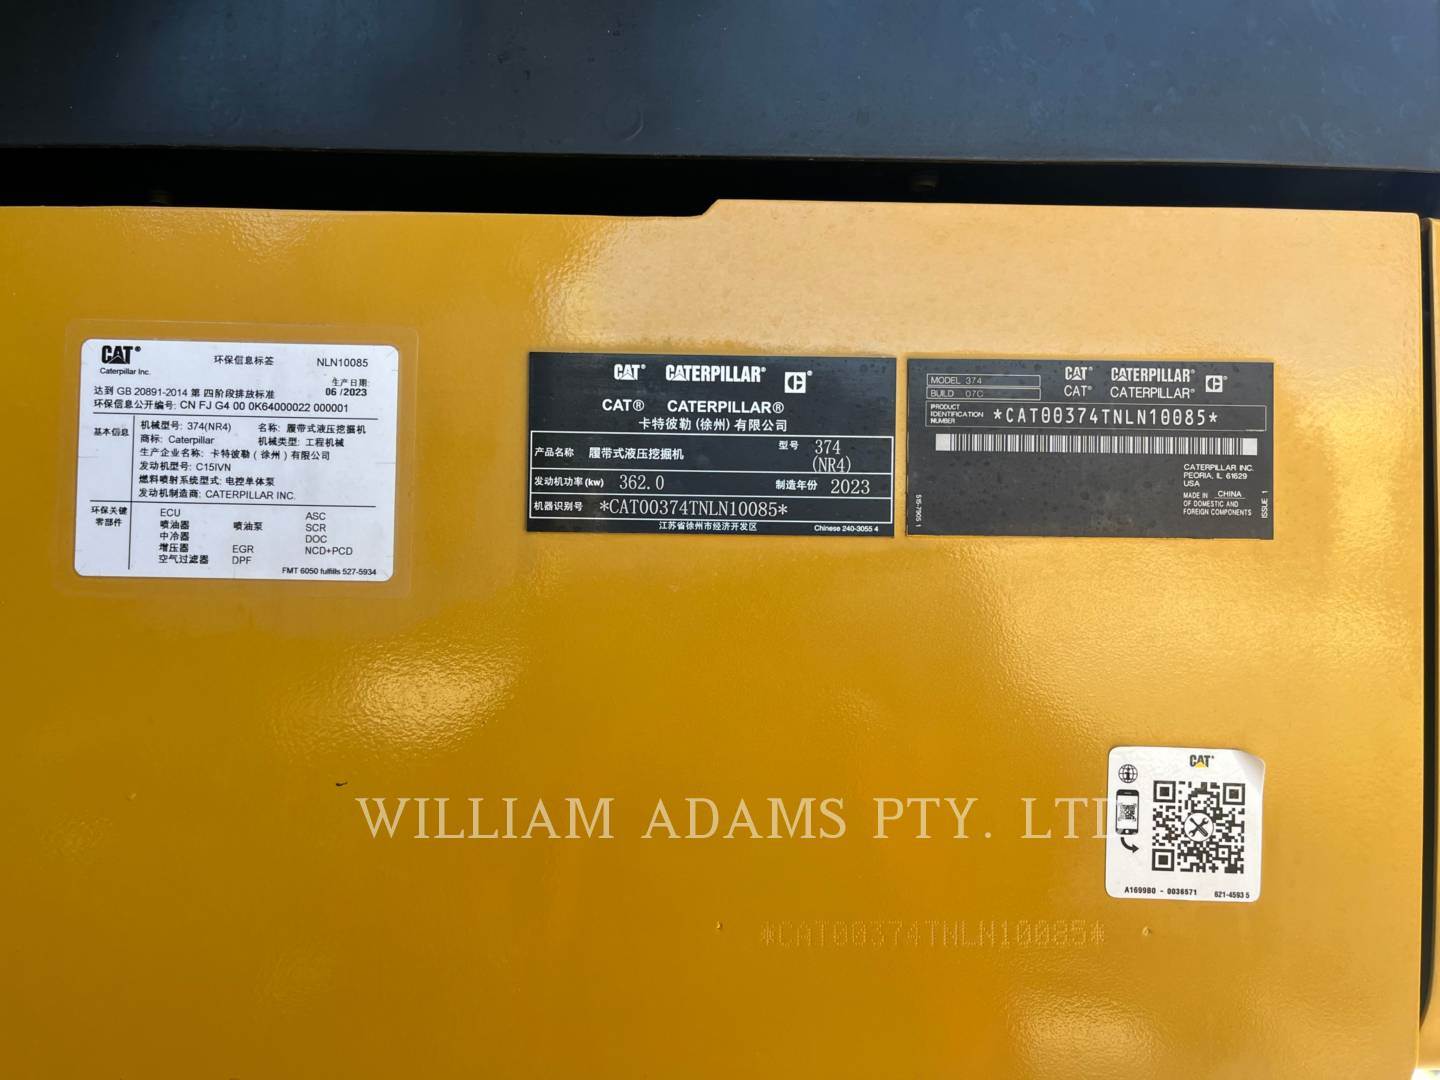 CAT® 环保信息标签 NLN10085
Caterpillar Inc.
生产日期:
达到 GB 20891-2014 第 四阶段排放标准 06 /2023
环保信息公开编号: CN FJ G4 00 0K64000022 000001
基本信息
机械型号: 374(NR4) 名称: 履带式液压挖掘机
商标: Caterpillar 机械类型: 工程机械
生产企业名称: 卡特彼勒（徐州）有限公司
发动机型号: C15IVN
燃料喷射系统型式: 电控单体泵
发动机制造商: CATERPILLAR INC.
环保关键
零部件
ECU ASC
喷油器 喷油泵 SCR
中冷器 DOC
增压器 EGR NCD+PCD
空气过滤器 DPF
FMT 6050 fulfills 527-5934
CAT® CATERPILLAR®
CAT® CATERPILLAR®
卡特彼勒 (徐州) 有限公司
产品名称 履带式液压挖掘机 型号 374
(NR4)
发动机功率(kw) 362.0 制造年份 2023
机器识别号 *CAT00374TNLN10085*
江苏省徐州市经济开发区 Chinese 240-3055 4
MODEL 374 CAT® CATERPILLAR®
BUILD 07C CAT® CATERPILLAR®
PRODUCT
IDENTIFICATION
NUMBER
*CAT00374TNLN10085*
CATERPILLAR INC.
PEORIA, IL 61629
USA
MADE IN CHINA
OF DOMESTIC AND
FOREIGN COMPONENTS
515-7905 1
ISSUE 1
CAT®
A1699B0 - 0036571 621-4593 5
WILLIAM ADAMS PTY. LTD
*CAT00374TNLN10085*